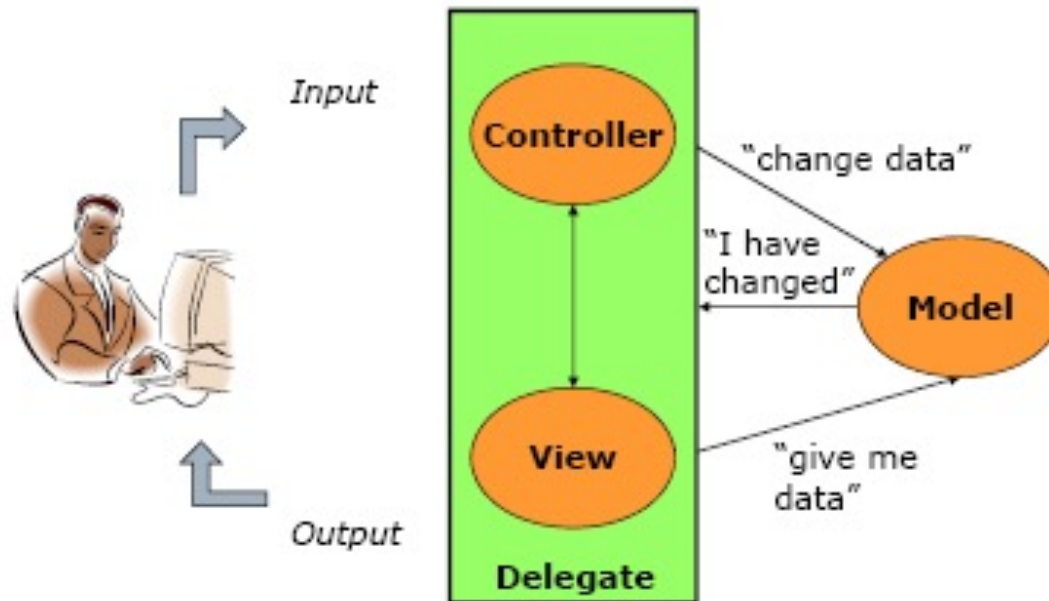 Input
Controller
“change data”
“I have
changed”
Model
View
“give me
data”
Output
Delegate